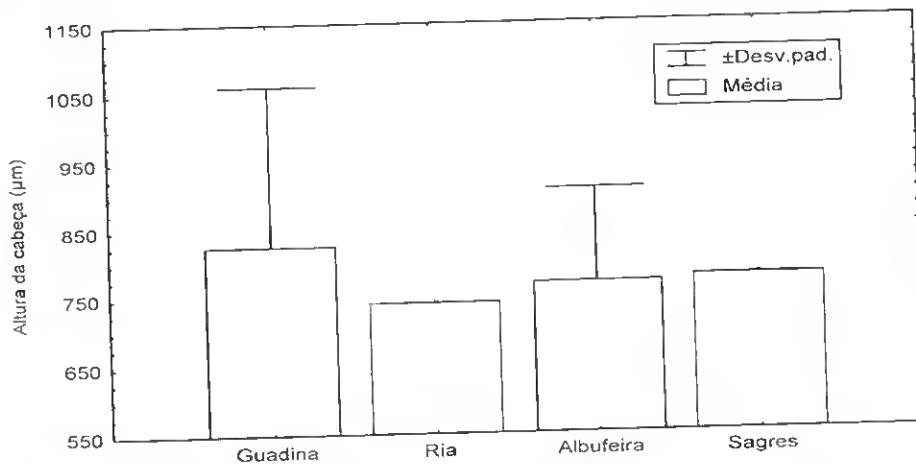 1150
1050
950
850
750
650
550
Altura da cabeça (µm)
±Desv.pad.
Média
Guadina
Ria
Albufeira
Sagres